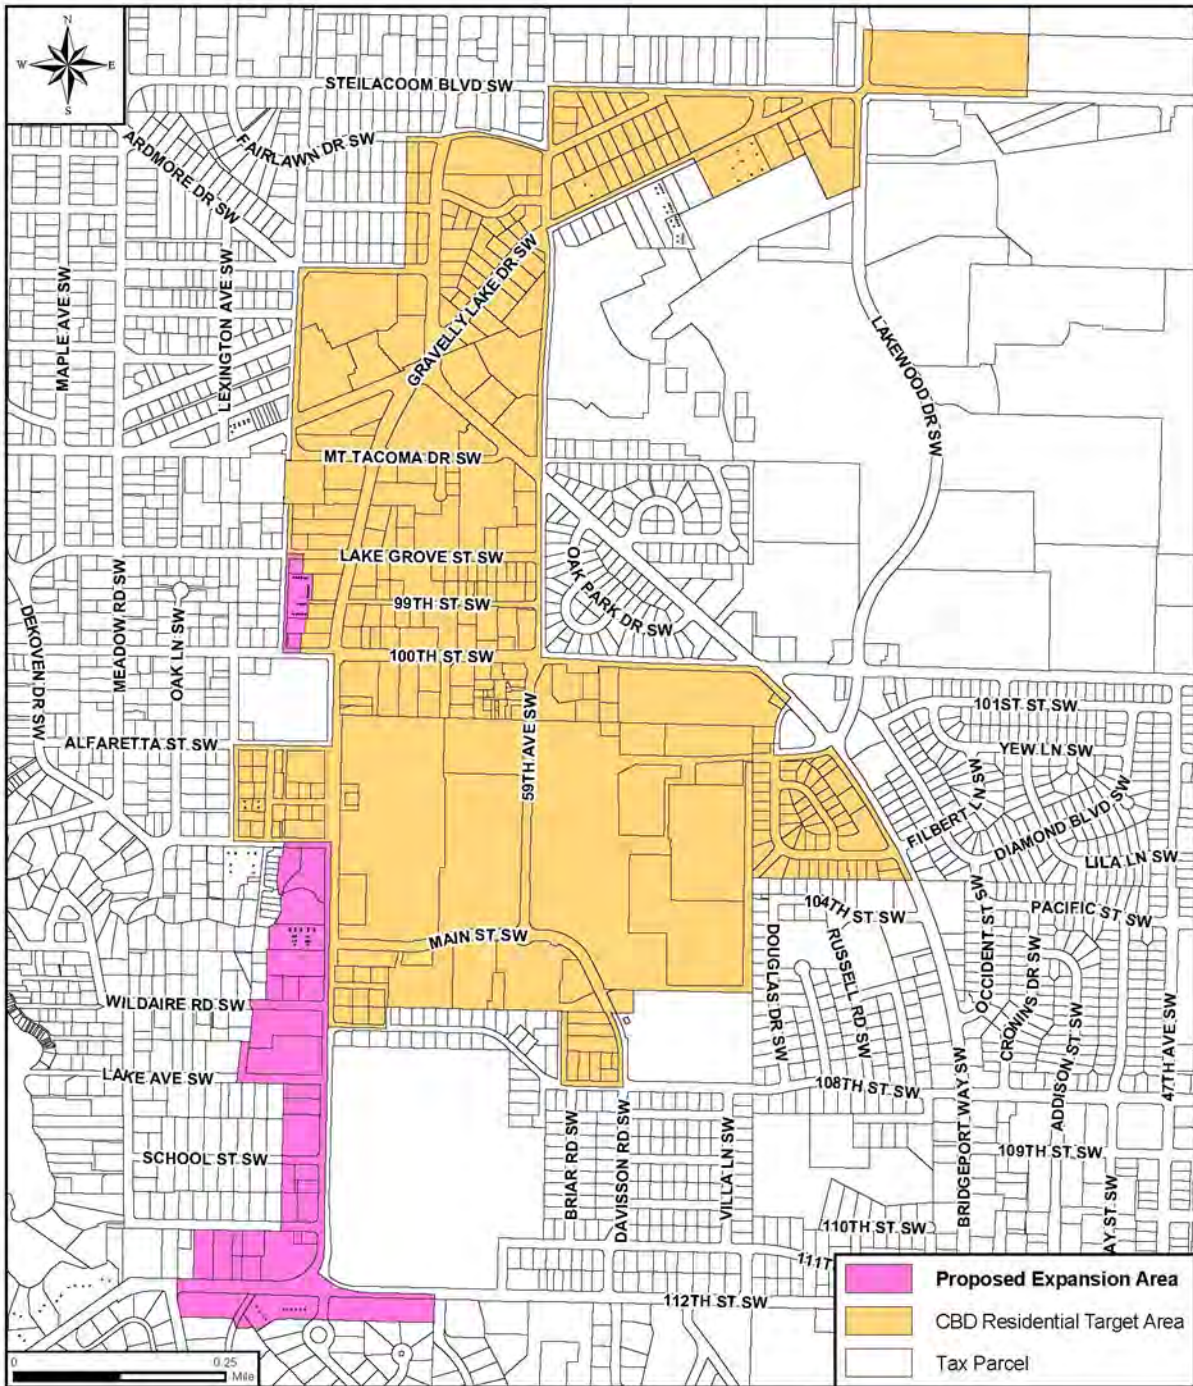 N
W E
S
STEILACOOM BLVD SW
FAIRLAWN DR SW
ARDMORE DR SW
MAPLE AVE SW
LEXINGTON AVE SW
GRAVELLY LAKE DR SW
LAKEWOOD DR SW
MT TACOMA DR SW
LAKE GROVE ST SW
OAK PARK DR SW
99TH ST SW
100TH ST SW
DEKOVEN DR SW
MEADOW RD SW
OAK LN SW
ALFARETTA ST SW
59TH AVE SW
101ST ST SW
YEW LN SW
FILBERT LN SW
DIAMOND BLVD SW
LILA LN SW
PACIFIC ST SW
104TH ST SW
MAIN ST SW
DOUGLAS DR SW
RUSSELL RD SW
OCCIDENT ST SW
CRONINS DR SW
ADDISON ST SW
47TH AVE SW
WILDAIRE RD SW
LAKE AVE SW
108TH ST SW
SCHOOL ST SW
BRIAR RD SW
DAVISSON RD SW
VILLA LN SW
BRIDGEPORT WAY SW
109TH ST SW
110TH ST SW
AY ST SW
111T
112TH ST SW
Proposed Expansion Area
CBD Residential Target Area
Tax Parcel
0 0.25
Mile